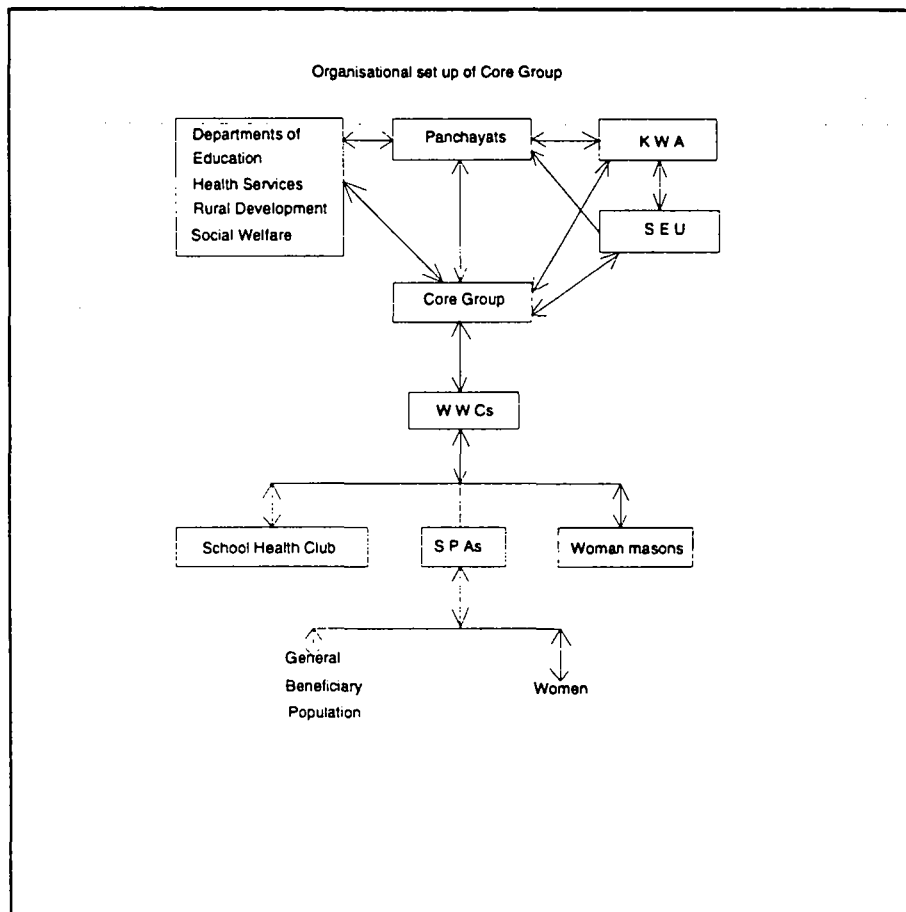 Organisational set up of Core Group
Departments of
Education
Health Services
Rural Development
Social Welfare
Panchayats
K W A
S E U
Core Group
W W Cs
School Health Club
S P As
Woman masons
General
Beneficiary
Population
Women